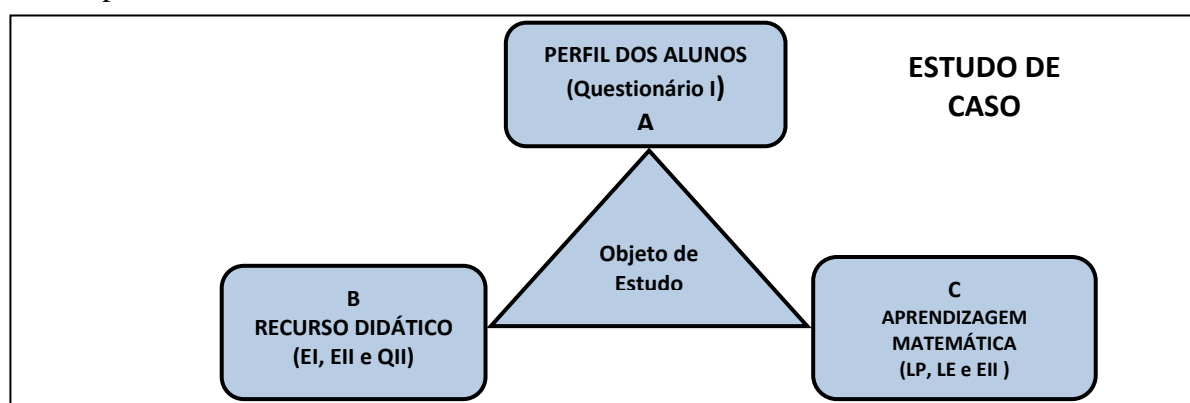 PERFIL DOS ALUNOS
(Questionário I)
A
ESTUDO DE
CASO
Objeto de
Estudo
B
RECURSO DIDÁTICO
(EI, EII e QII)
C
APRENDIZAGEM
MATEMÁTICA
(LP, LE e EII )